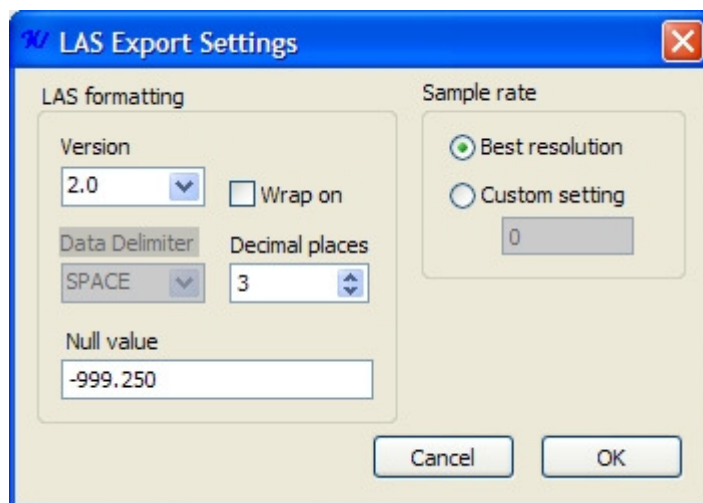 LAS Export Settings
LAS formatting
Sample rate
Version
2.0
Wrap on
Best resolution
Custom setting
0
Data Delimiter
Decimal places
SPACE
3
Null value
-999.250
Cancel
OK